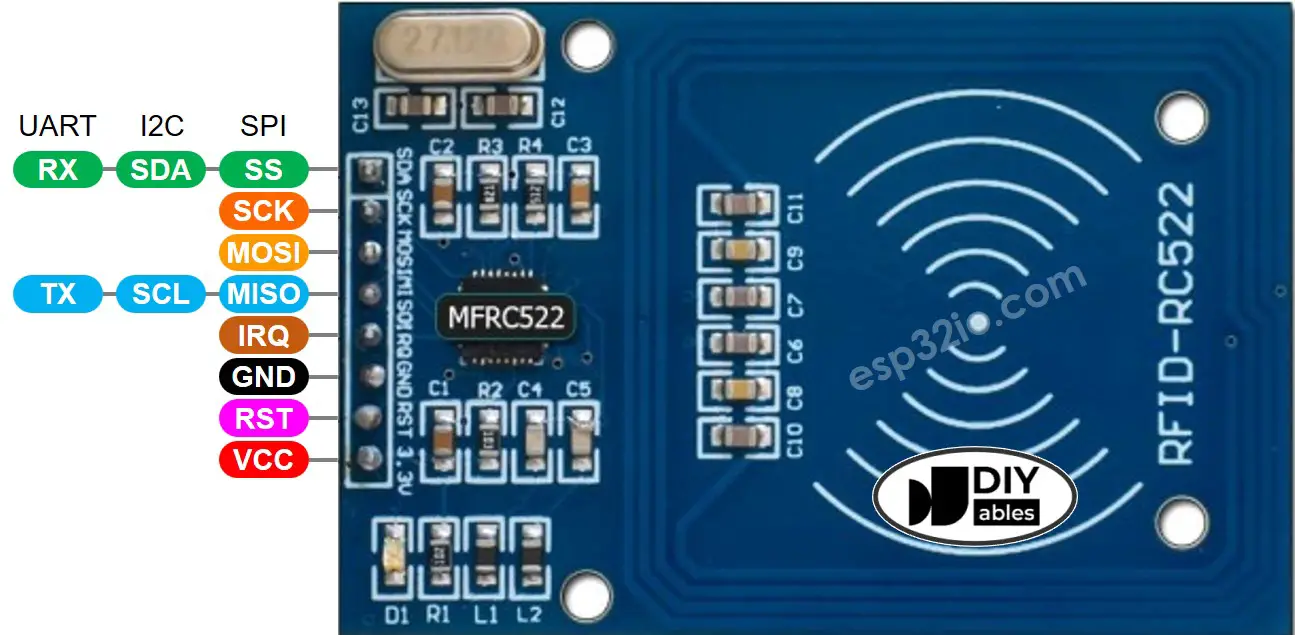 27.12
C13
C12
UART I2C SPI
RX SDA SS
SCK
MOSI
TX SCL MISO
IRQ
GND
RST
VCC
SDA SCK MOSI MISO IRQ GND RST 3.3V
C2 R3 R4 C3
MFRC522
C1 R2 C4 C5
D1 R1 L1 L2
C11
C9
C7
C6
C8
C10
esp32io.com
RFID-RC522
DIY
ables